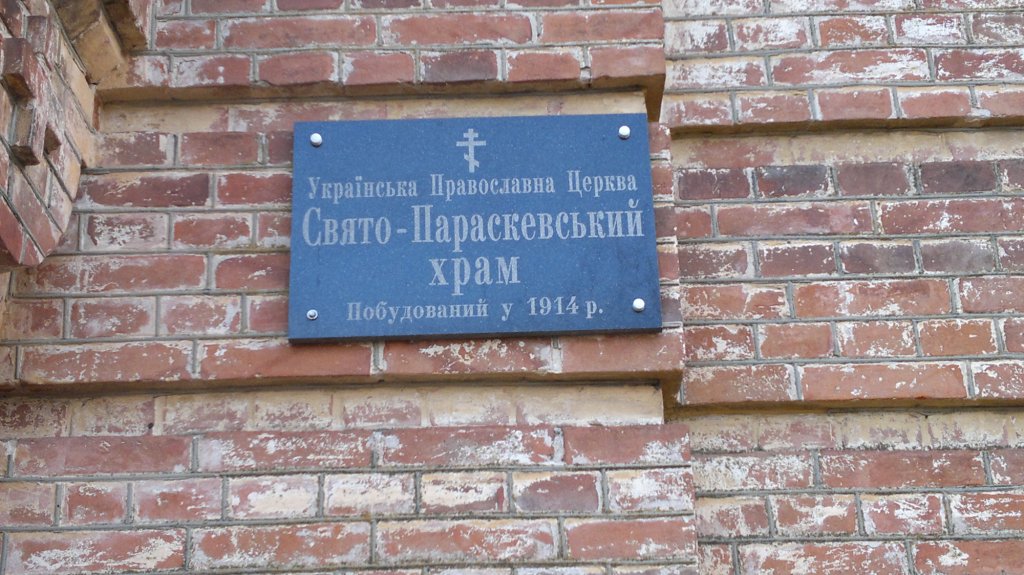 Українська Православна Церква
Свято-Параскевський
храм
Побудований у 1914 р.